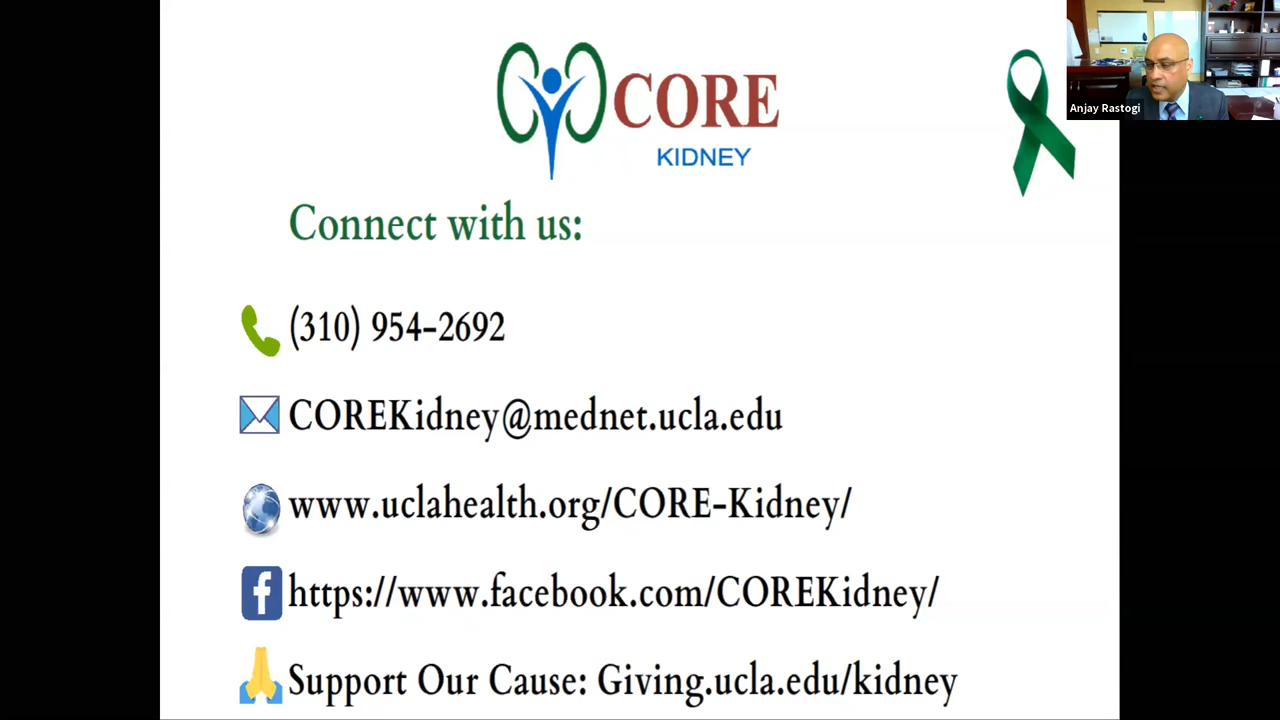 CORE
KIDNEY
Anjay Rastogi
Connect with us:
(310) 954-2692
COREKidney@mednet.ucla.edu
www.uclahealth.org/CORE-Kidney/
https://www.facebook.com/COREKidney/
Support Our Cause: Giving.ucla.edu/kidney